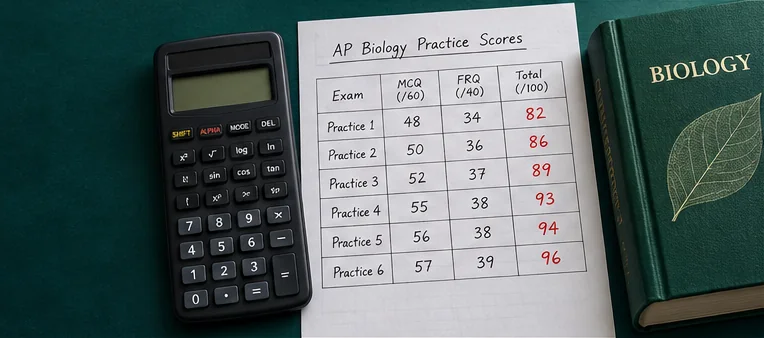 AP Biology Practice Scores
Exam MCQ (/60) FRQ (/40) Total (/100)
Practice 1 48 34 82
Practice 2 50 36 86
Practice 3 52 37 89
Practice 4 55 38 93
Practice 5 56 38 94
Practice 6 57 39 96
SHIFT ALPHA MODE DEL
x² √ log ln
sin cos tan
7 8 9 ×
4 5 6 −
1 2 3 =
0 · =
BIOLOGY